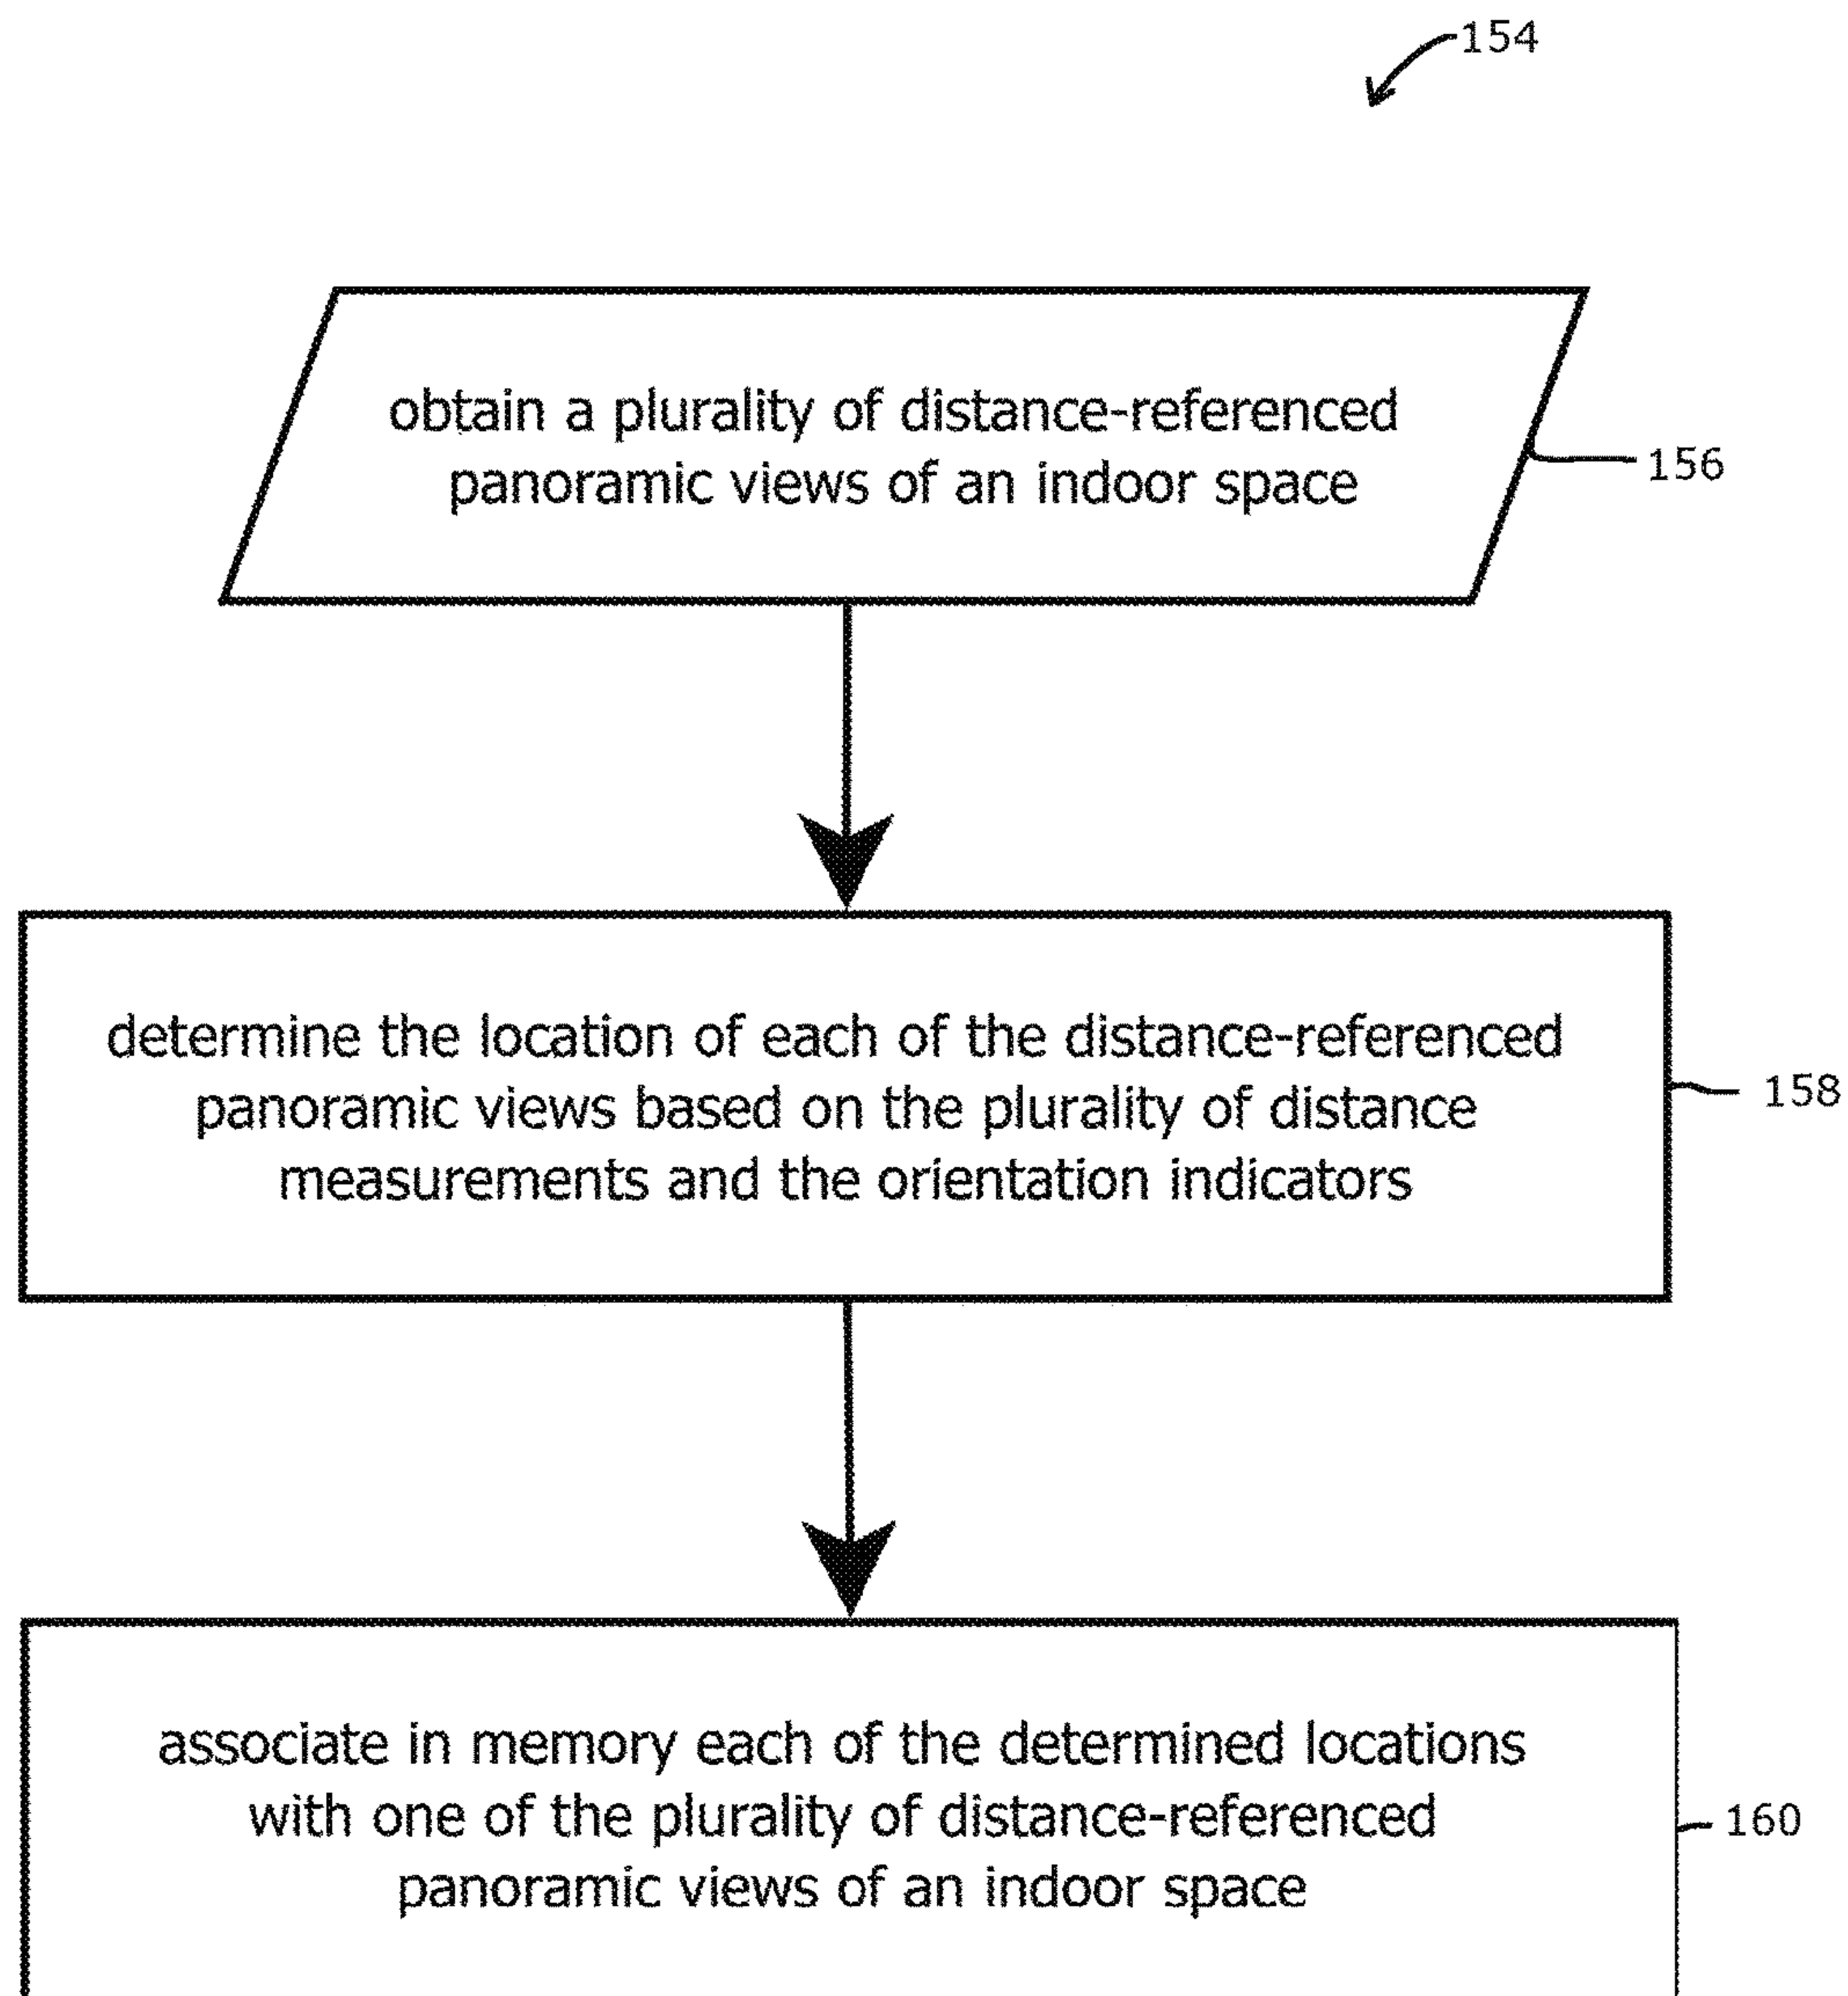 154
obtain a plurality of distance-referenced
panoramic views of an indoor space
156
determine the location of each of the distance-referenced
panoramic views based on the plurality of distance
measurements and the orientation indicators
158
associate in memory each of the determined locations
with one of the plurality of distance-referenced
panoramic views of an indoor space
160